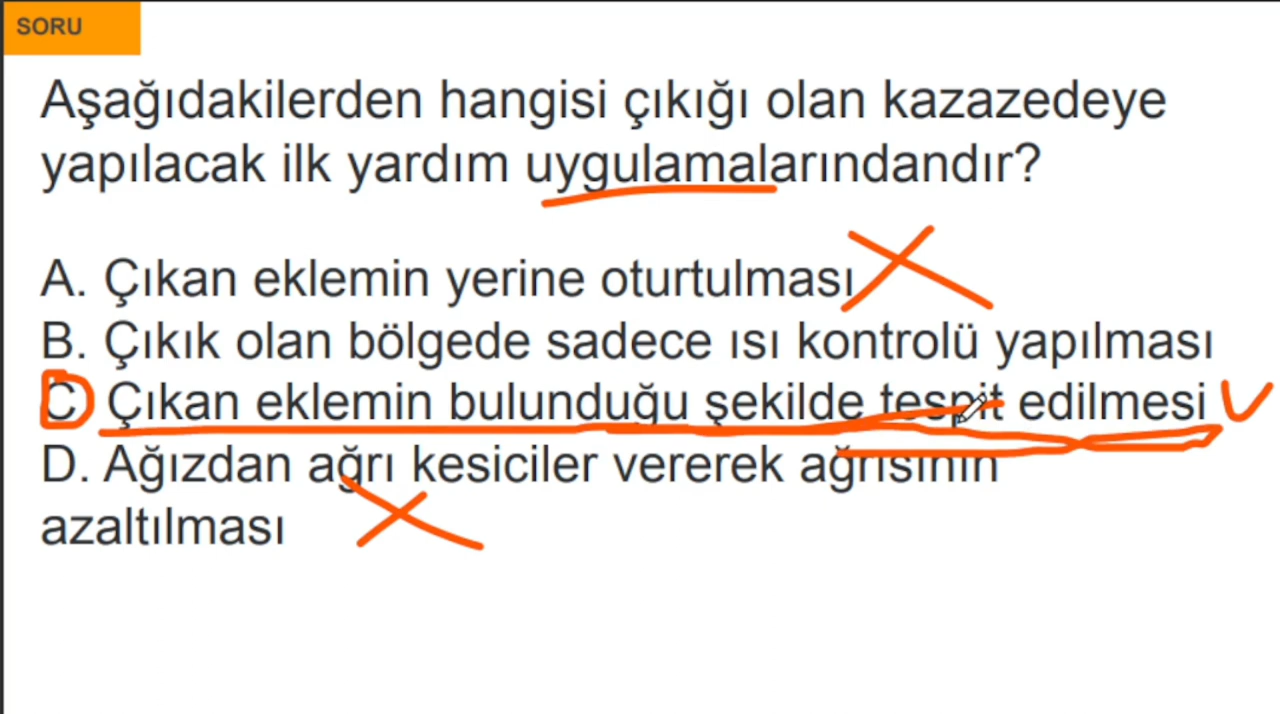 SORU
Aşağıdakilerden hangisi çıkığı olan kazazedeye
yapılacak ilk yardım uygulamalarındandır?
A. Çıkan eklemin yerine oturtulması
B. Çıkık olan bölgede sadece ısı kontrolü yapılması
C) Çıkan eklemin bulunduğu şekilde tespit edilmesi
D. Ağızdan ağrı kesiciler vererek ağrısının
azaltılması